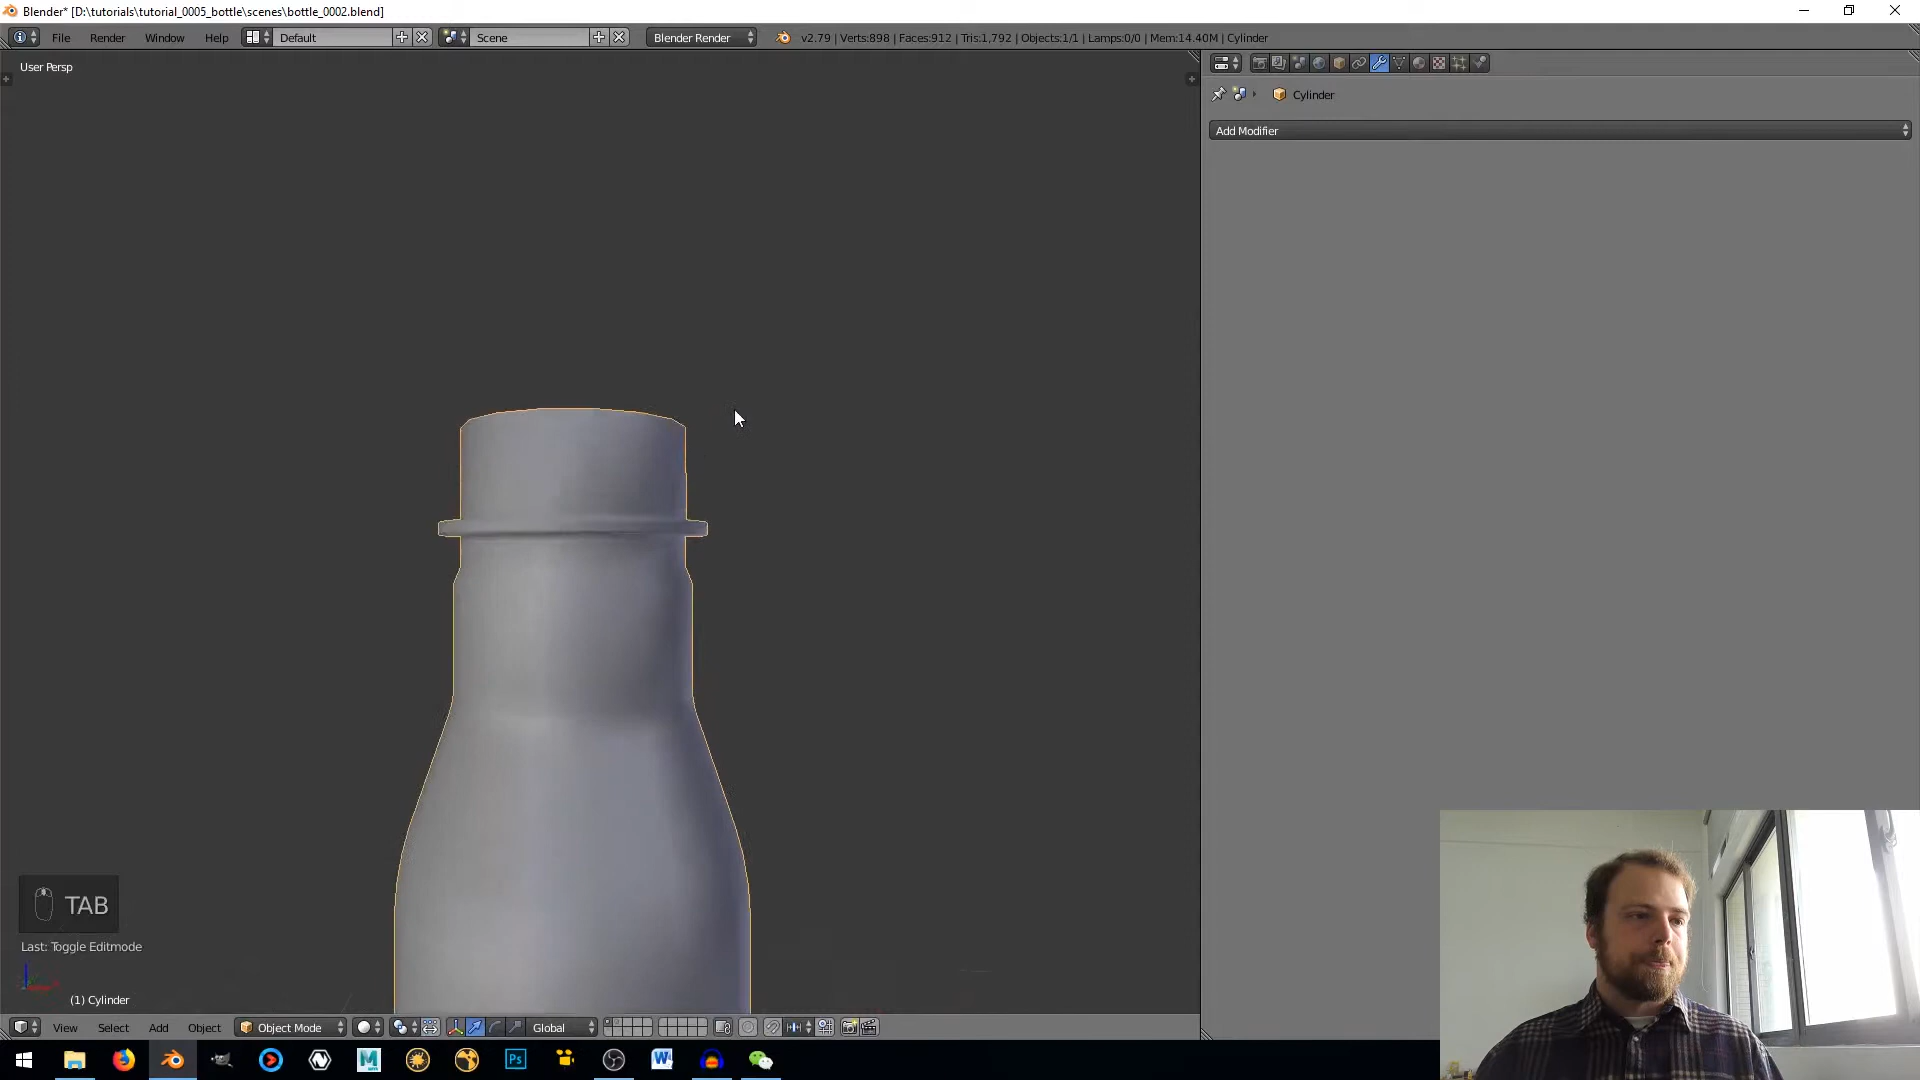 Blender* [D:\tutorials\tutorial_0005_bottle\scenes\bottle_0002.blend]
File Render Window Help Default Scene Blender Render v2.79 | Verts:898 | Faces:912 | Tris:1,792 | Objects:1/1 | Lamps:0/0 | Mem:14.40M | Cylinder
User Persp
Cylinder
Add Modifier
TAB
Last: Toggle Editmode
(1) Cylinder
View Select Add Object Object Mode Global
Ps
W